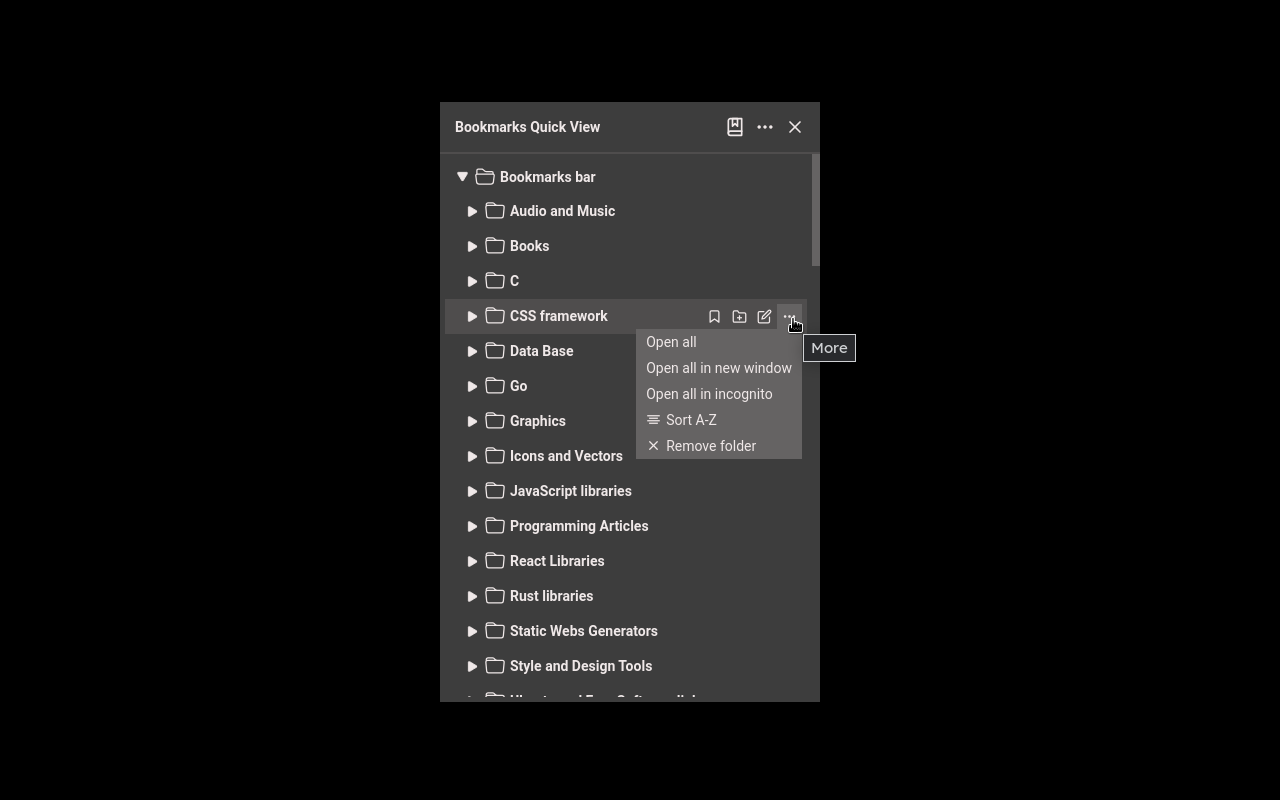 Bookmarks Quick View
Bookmarks bar
Audio and Music
Books
C
CSS framework
More
Open all
Open all in new window
Open all in incognito
Sort A-Z
Remove folder
Data Base
Go
Graphics
Icons and Vectors
JavaScript libraries
Programming Articles
React Libraries
Rust libraries
Static Webs Generators
Style and Design Tools